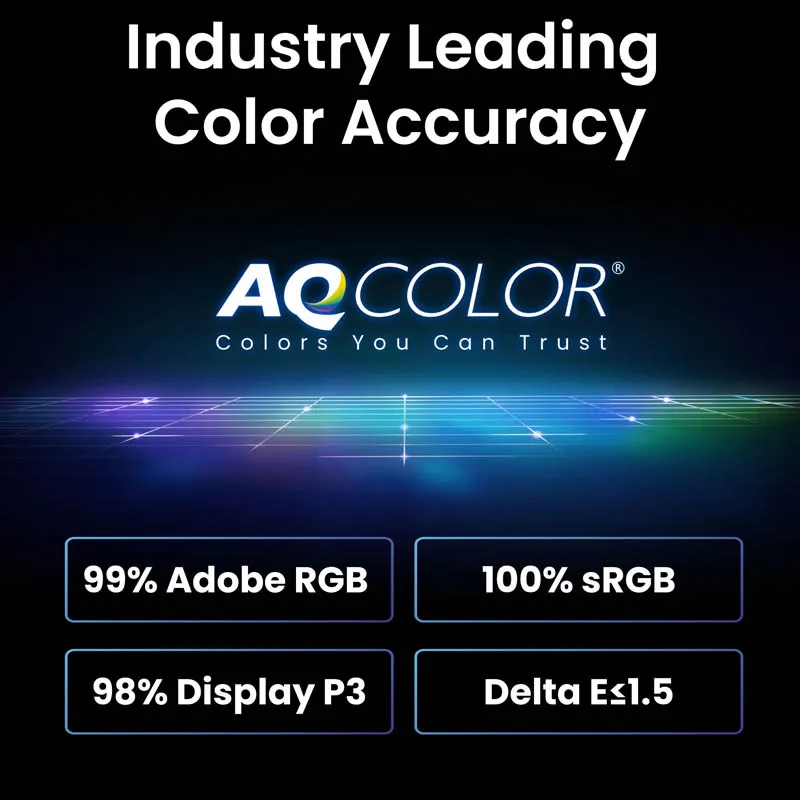 Industry Leading
Color Accuracy
AQCOLOR®
Colors You Can Trust
99% Adobe RGB
100% sRGB
98% Display P3
Delta E≤1.5